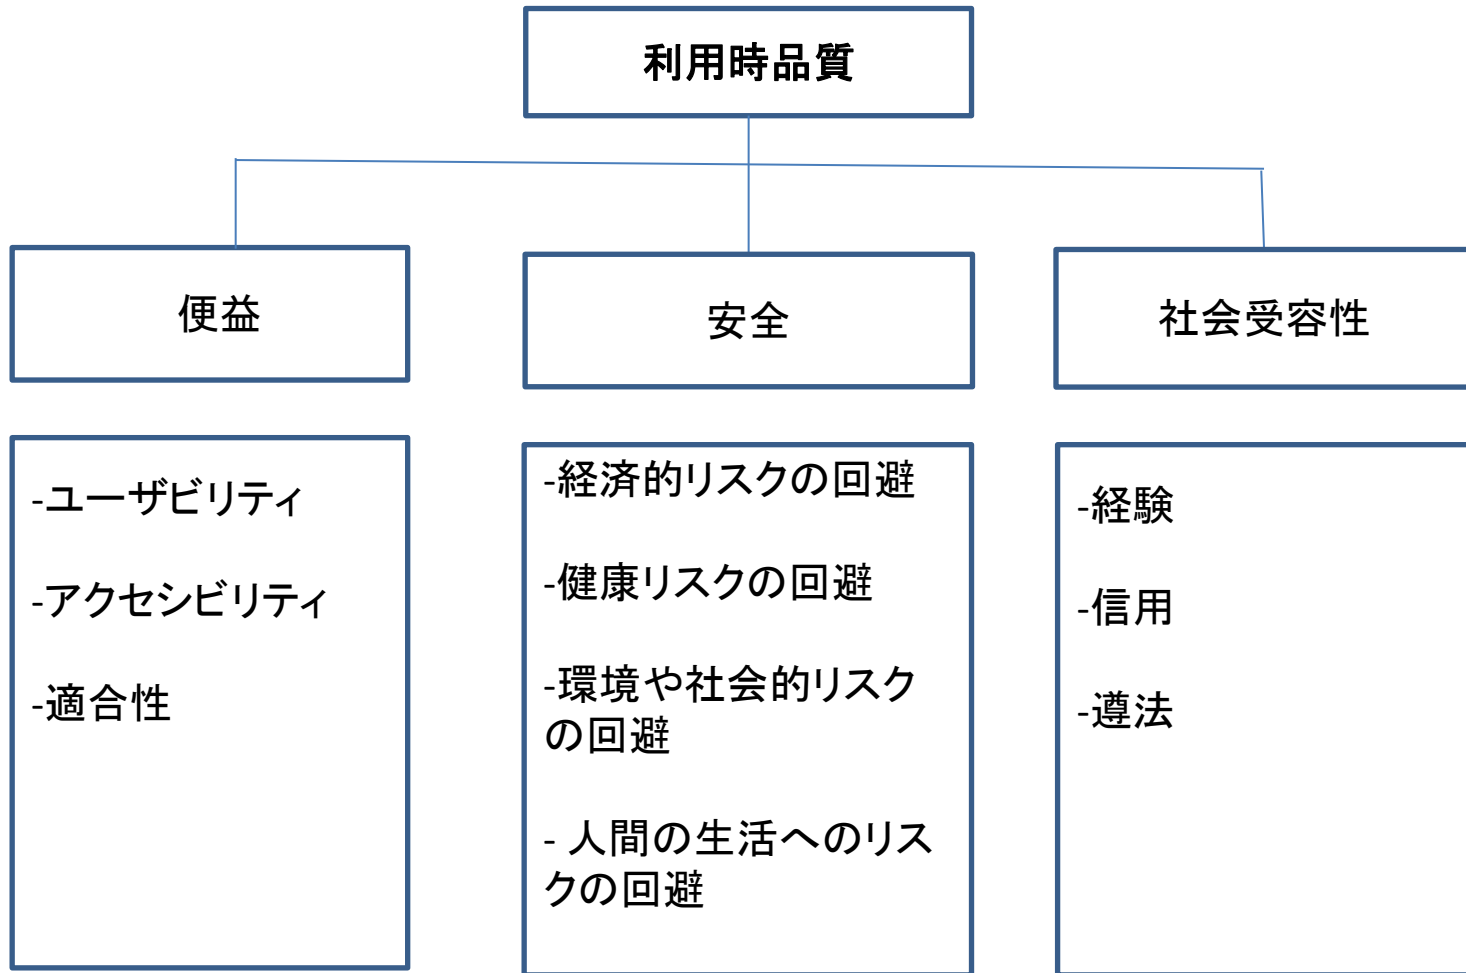 利用時品質
便益
安全
社会受容性
-ユーザビリティ
-アクセシビリティ
-適合性
-経済的リスクの回避
-健康リスクの回避
-環境や社会的リスク
の回避
- 人間の生活へのリス
クの回避
-経験
-信用
-遵法